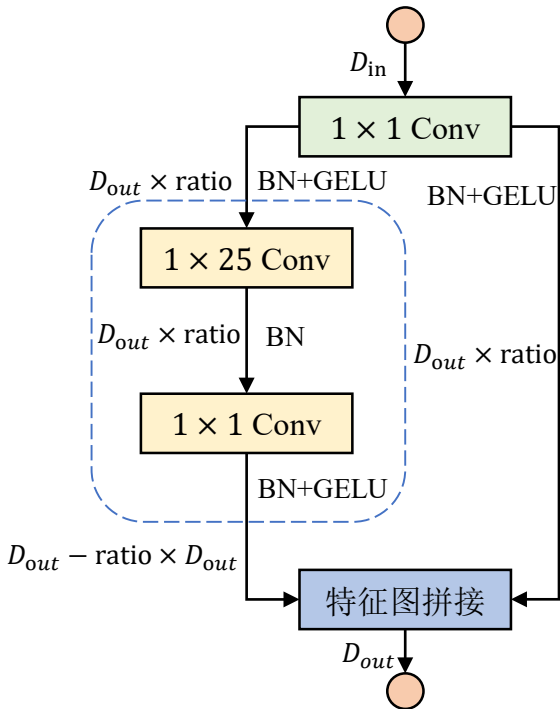 D_in
1 × 1 Conv
D_out × ratio
BN+GELU
BN+GELU
1 × 25 Conv
D_out × ratio
BN
D_out × ratio
1 × 1 Conv
BN+GELU
D_out − ratio × D_out
特征图拼接
D_out